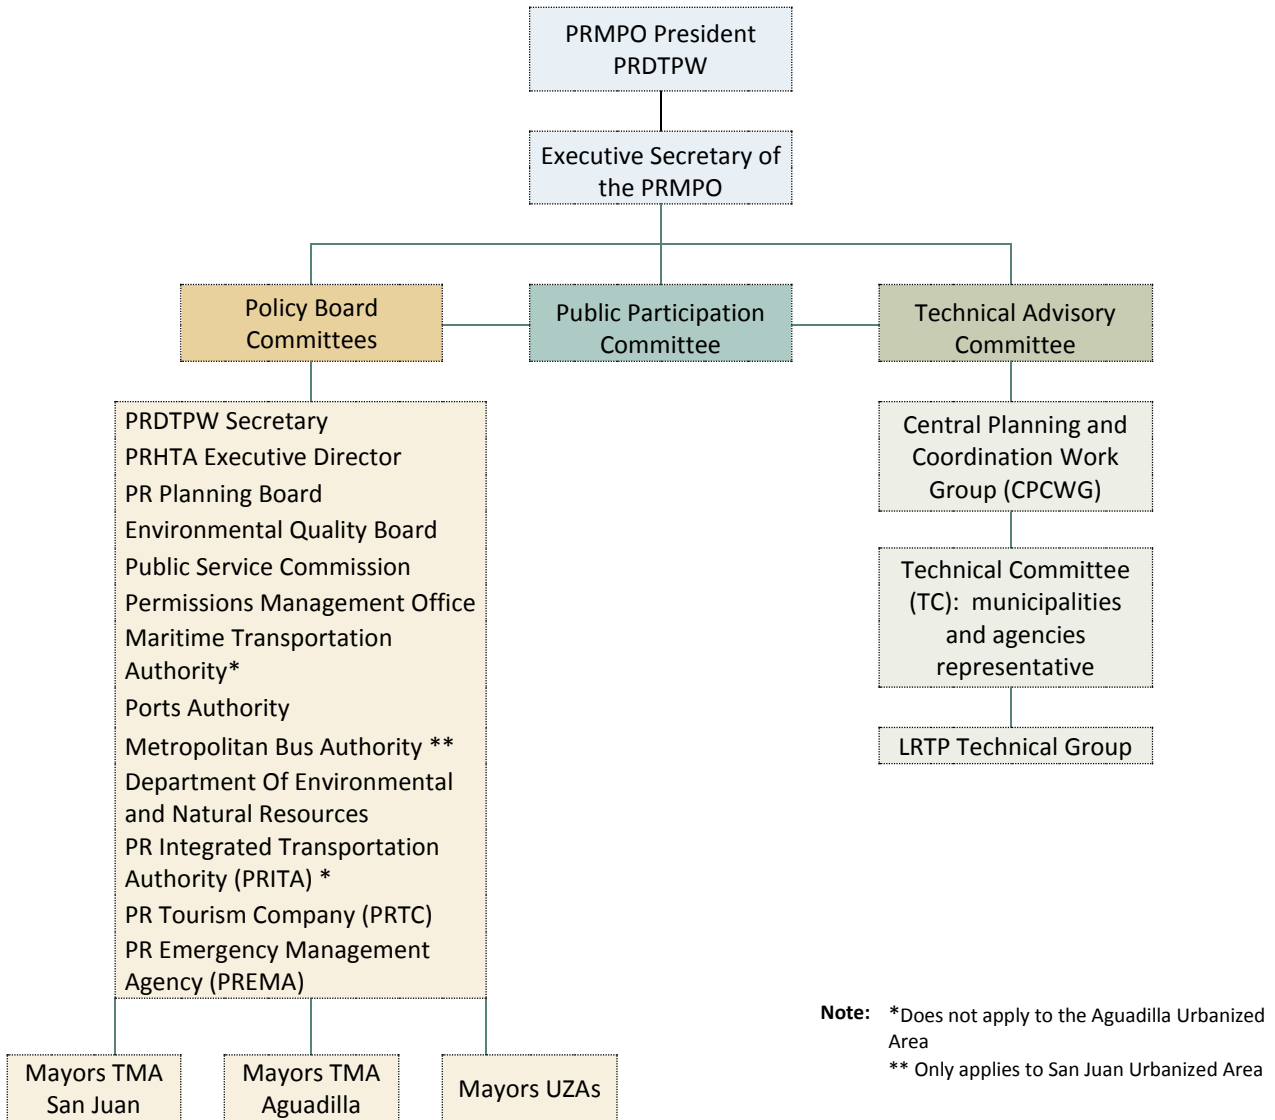 PRMPO President
PRDTPW
Executive Secretary of
the PRMPO
Policy Board
Committees
Public Participation
Committee
Technical Advisory
Committee
PRDTPW Secretary
PRHTA Executive Director
PR Planning Board
Environmental Quality Board
Public Service Commission
Permissions Management Office
Maritime Transportation
Authority*
Ports Authority
Metropolitan Bus Authority **
Department Of Environmental
and Natural Resources
PR Integrated Transportation
Authority (PRITA) *
PR Tourism Company (PRTC)
PR Emergency Management
Agency (PREMA)
Central Planning and
Coordination Work
Group (CPCWG)
Technical Committee
(TC): municipalities
and agencies
representative
LRTP Technical Group
Mayors TMA
San Juan
Mayors TMA
Aguadilla
Mayors UZAs
Note: *Does not apply to the Aguadilla Urbanized
Area
** Only applies to San Juan Urbanized Area